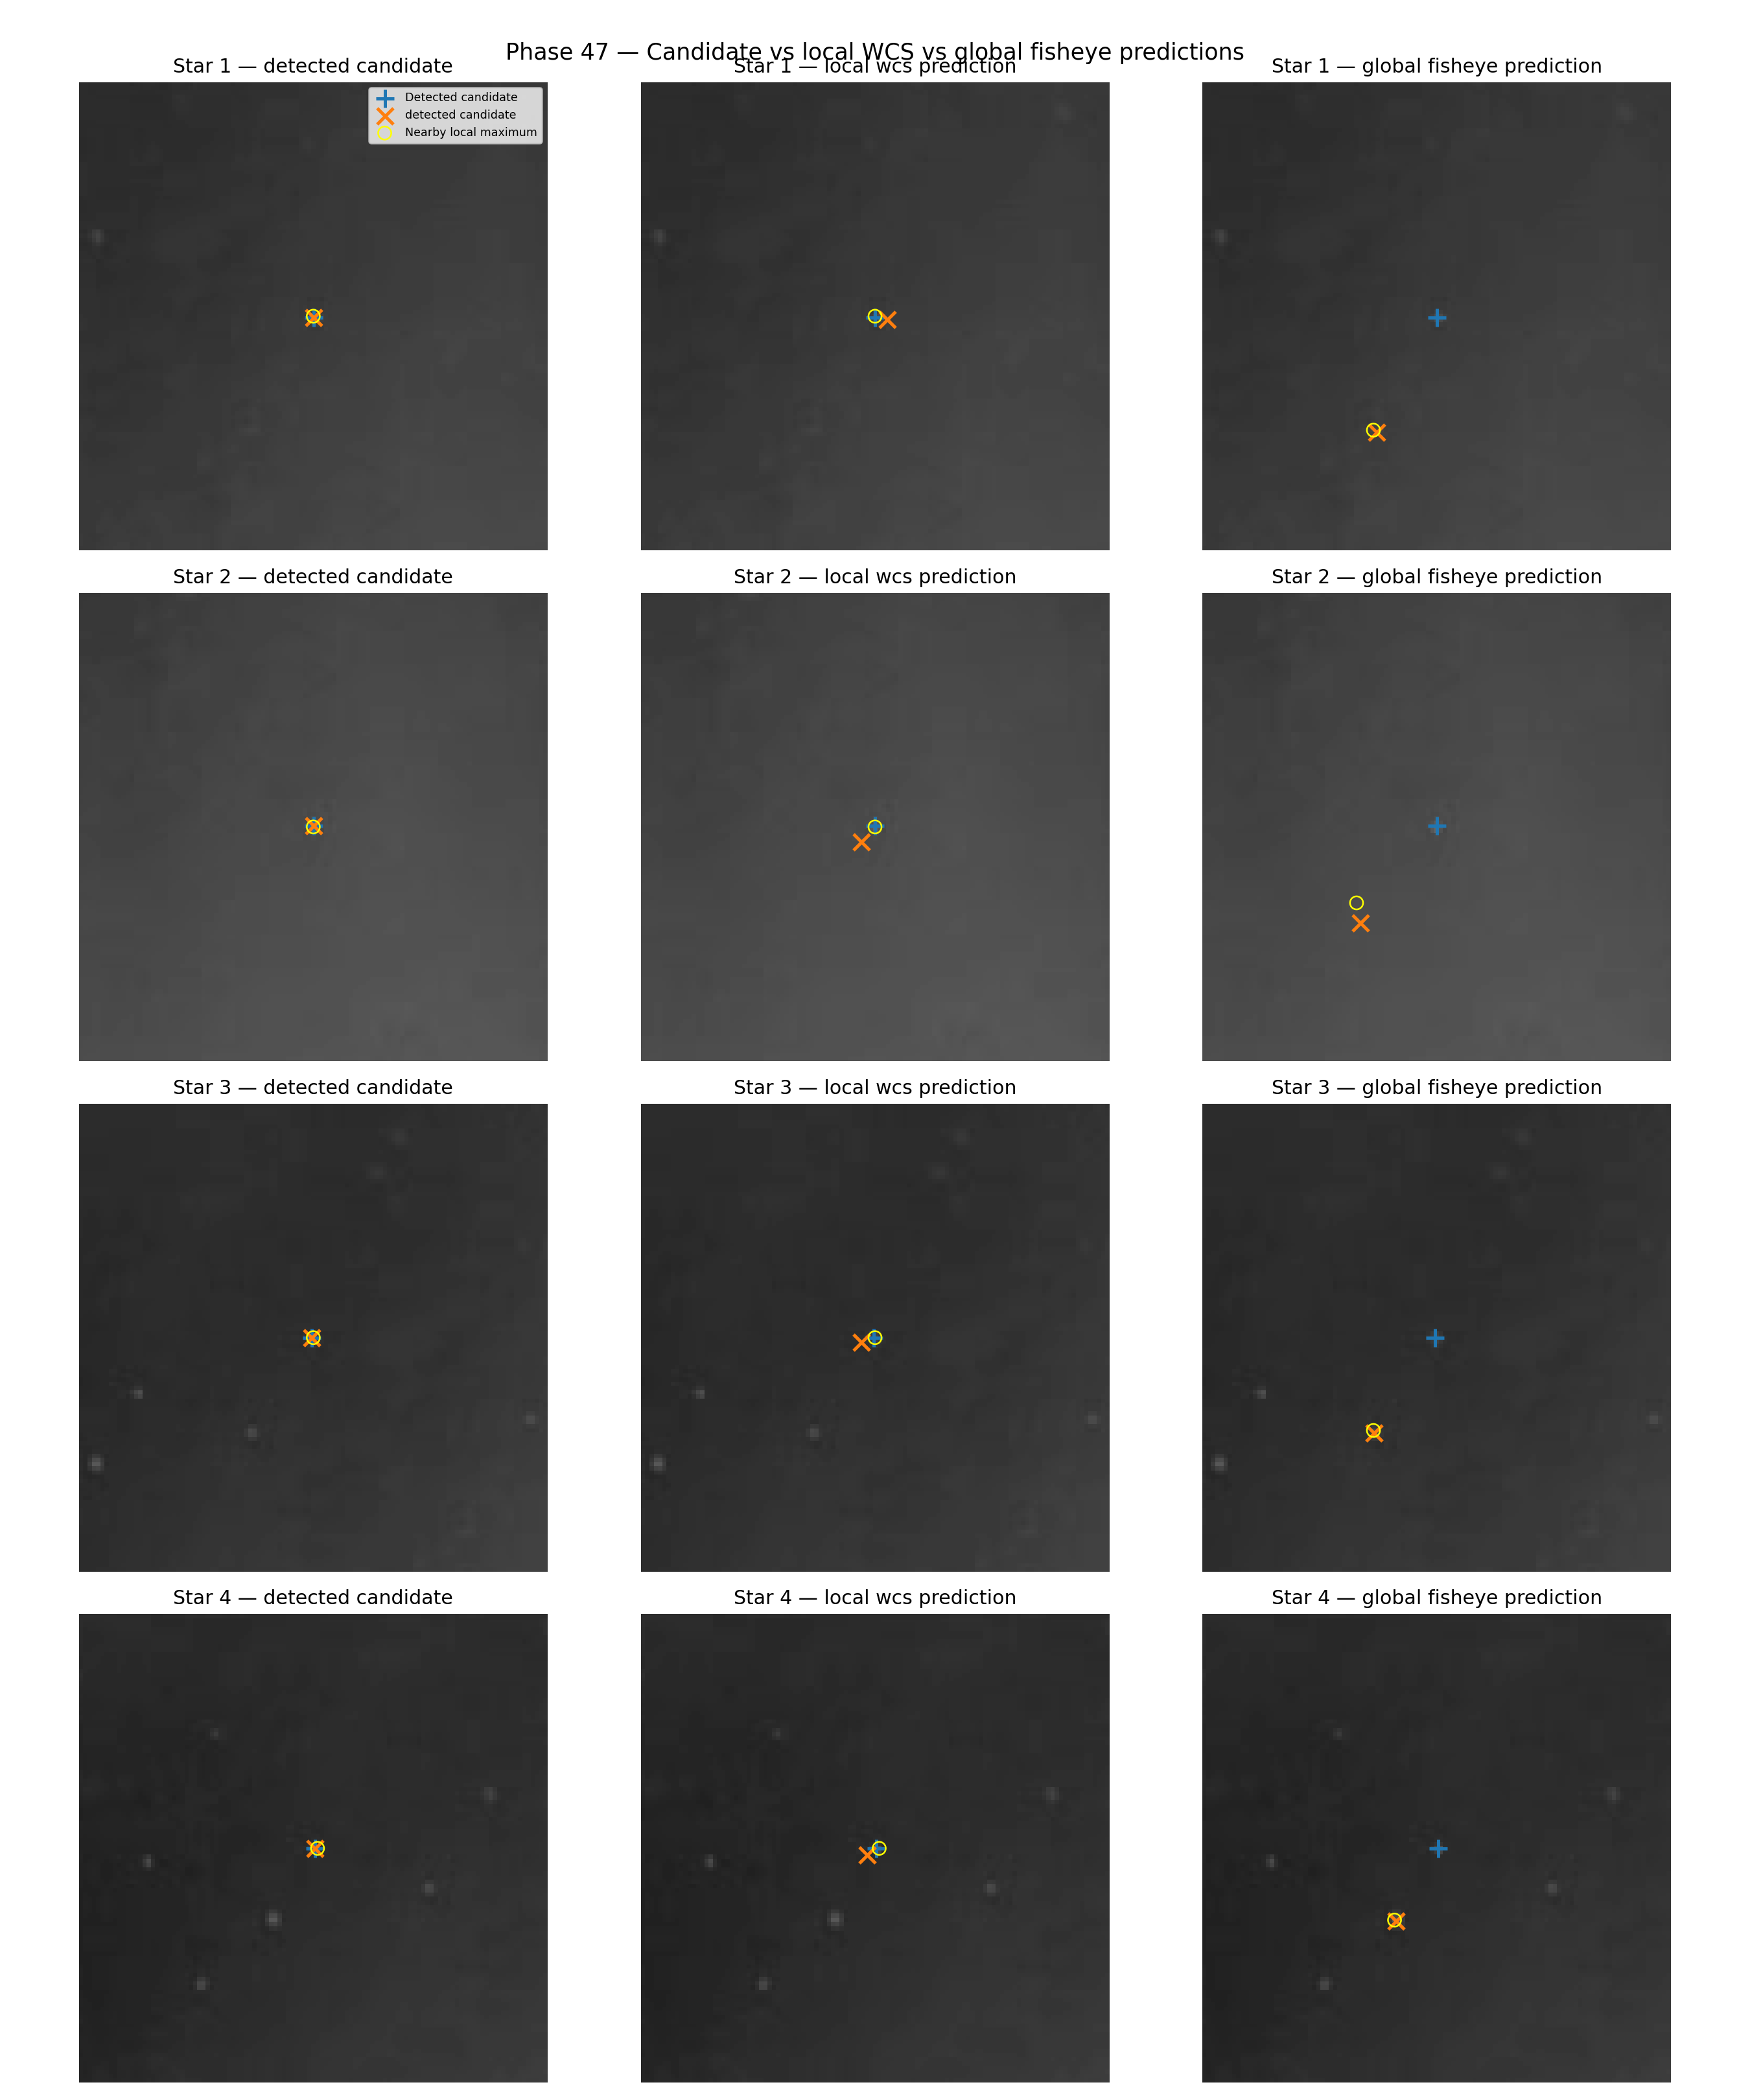 Phase 47 — Candidate vs local WCS vs global fisheye predictions
Star 1 — detected candidate
Star 1 — local wcs prediction
Star 1 — global fisheye prediction
Detected candidate
detected candidate
Nearby local maximum
Star 2 — detected candidate
Star 2 — local wcs prediction
Star 2 — global fisheye prediction
Star 3 — detected candidate
Star 3 — local wcs prediction
Star 3 — global fisheye prediction
Star 4 — detected candidate
Star 4 — local wcs prediction
Star 4 — global fisheye prediction